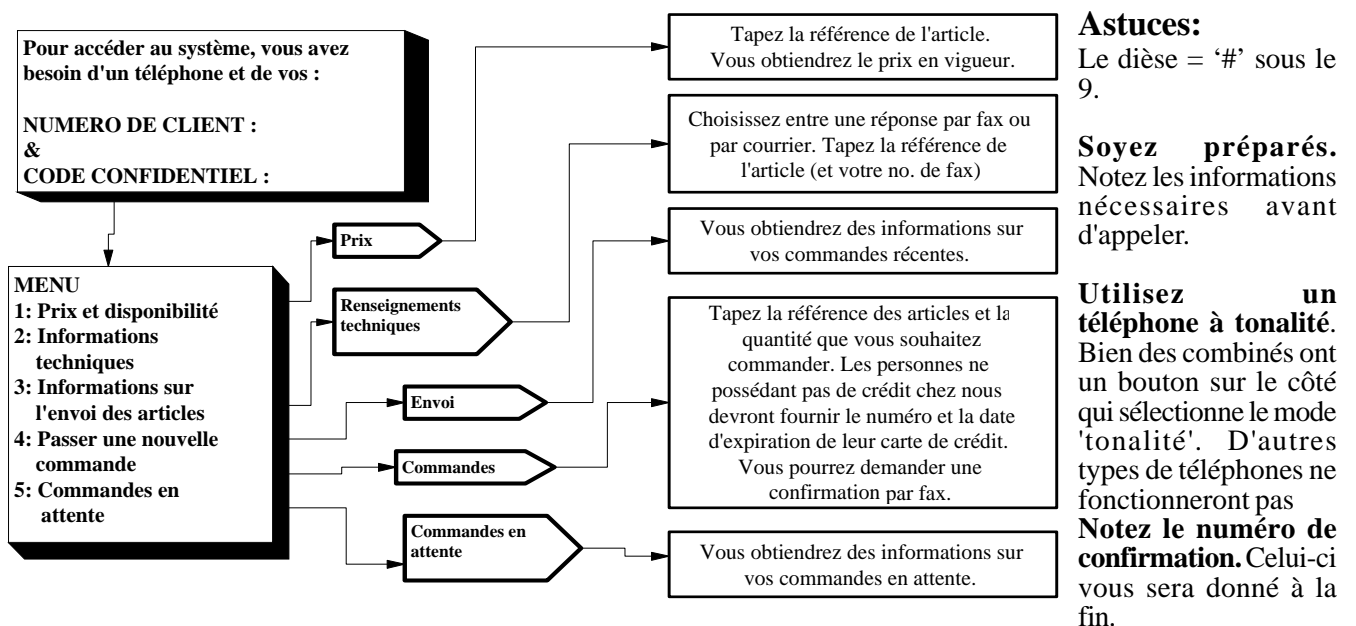 Pour accéder au système, vous avez
besoin d'un téléphone et de vos :
NUMERO DE CLIENT :
&
CODE CONFIDENTIEL :
MENU
1: Prix et disponibilité
2: Informations
techniques
3: Informations sur
l'envoi des articles
4: Passer une nouvelle
commande
5: Commandes en
attente
Prix
Renseignements
techniques
Envoi
Commandes
Commandes en
attente
Tapez la référence de l'article.
Vous obtiendrez le prix en vigueur.
Choisissez entre une réponse par fax ou
par courrier. Tapez la référence de
l'article (et votre no. de fax)
Vous obtiendrez des informations sur
vos commandes récentes.
Tapez la référence des articles et la
quantité que vous souhaitez
commander. Les personnes ne
possédant pas de crédit chez nous
devront fournir le numéro et la date
d'expiration de leur carte de crédit.
Vous pourrez demander une
confirmation par fax.
Vous obtiendrez des informations sur
vos commandes en attente.
Astuces:
Le dièse = ‘#’ sous le
9.
Soyez préparés.
Notez les informations
nécessaires avant
d'appeler.
Utilisez un
téléphone à tonalité.
Bien des combinés ont
un bouton sur le côté
qui sélectionne le mode
'tonalité'. D'autres
types de téléphones ne
fonctionneront pas
Notez le numéro de
confirmation. Celui-ci
vous sera donné à la
fin.